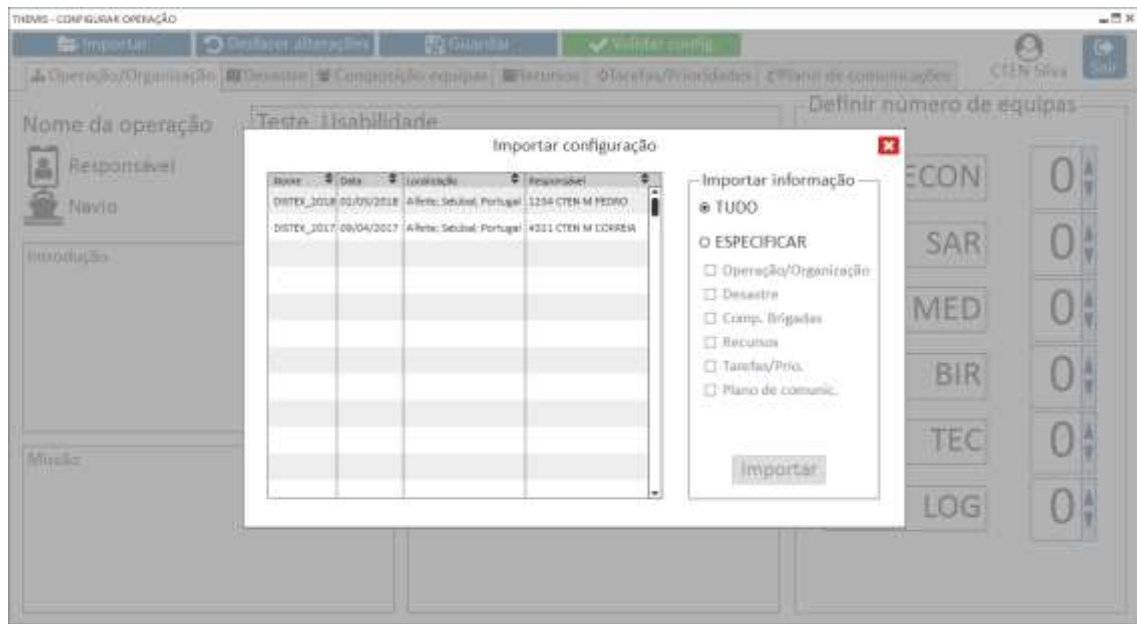 THEMIS - CONFIGURAR OPERAÇÃO
Importar Desfazer alterações Guardar Validar config.
CTEN Silva Sair
Operação/Organização Desastre Composição equipas Recursos Tarefas/Prioridades Plano de comunicações
Nome da operação Teste_Usabilidade
Responsável
Navio
Introdução
Missão
Definir número de equipas
ECON 0
SAR 0
MED 0
BIR 0
TEC 0
LOG 0
Importar configuração
Nome Data Localização Responsável
DISTEX_2018 02/05/2018 Alfeite; Setúbal; Portugal 1234 CTEN M PEDRO
DISTEX_2017 09/04/2017 Alfeite; Setúbal; Portugal 4321 CTEN M CORREIA
Importar informação
TUDO
ESPECIFICAR
Operação/Organização
Desastre
Comp. Brigadas
Recursos
Tarefas/Prio.
Plano de comunic.
Importar